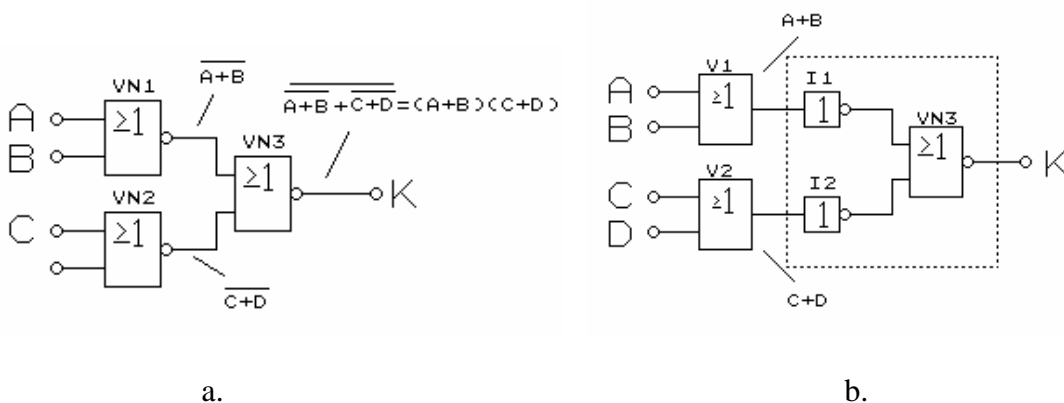 VN1
A+B
A
B
≥1
A+B+C+D=(A+B)(C+D)
VN3
≥1
K
VN2
C
≥1
C+D
a.
A+B
V1
A
B
≥1
I1
1
VN3
≥1
K
V2
C
D
≥1
I2
1
C+D
b.